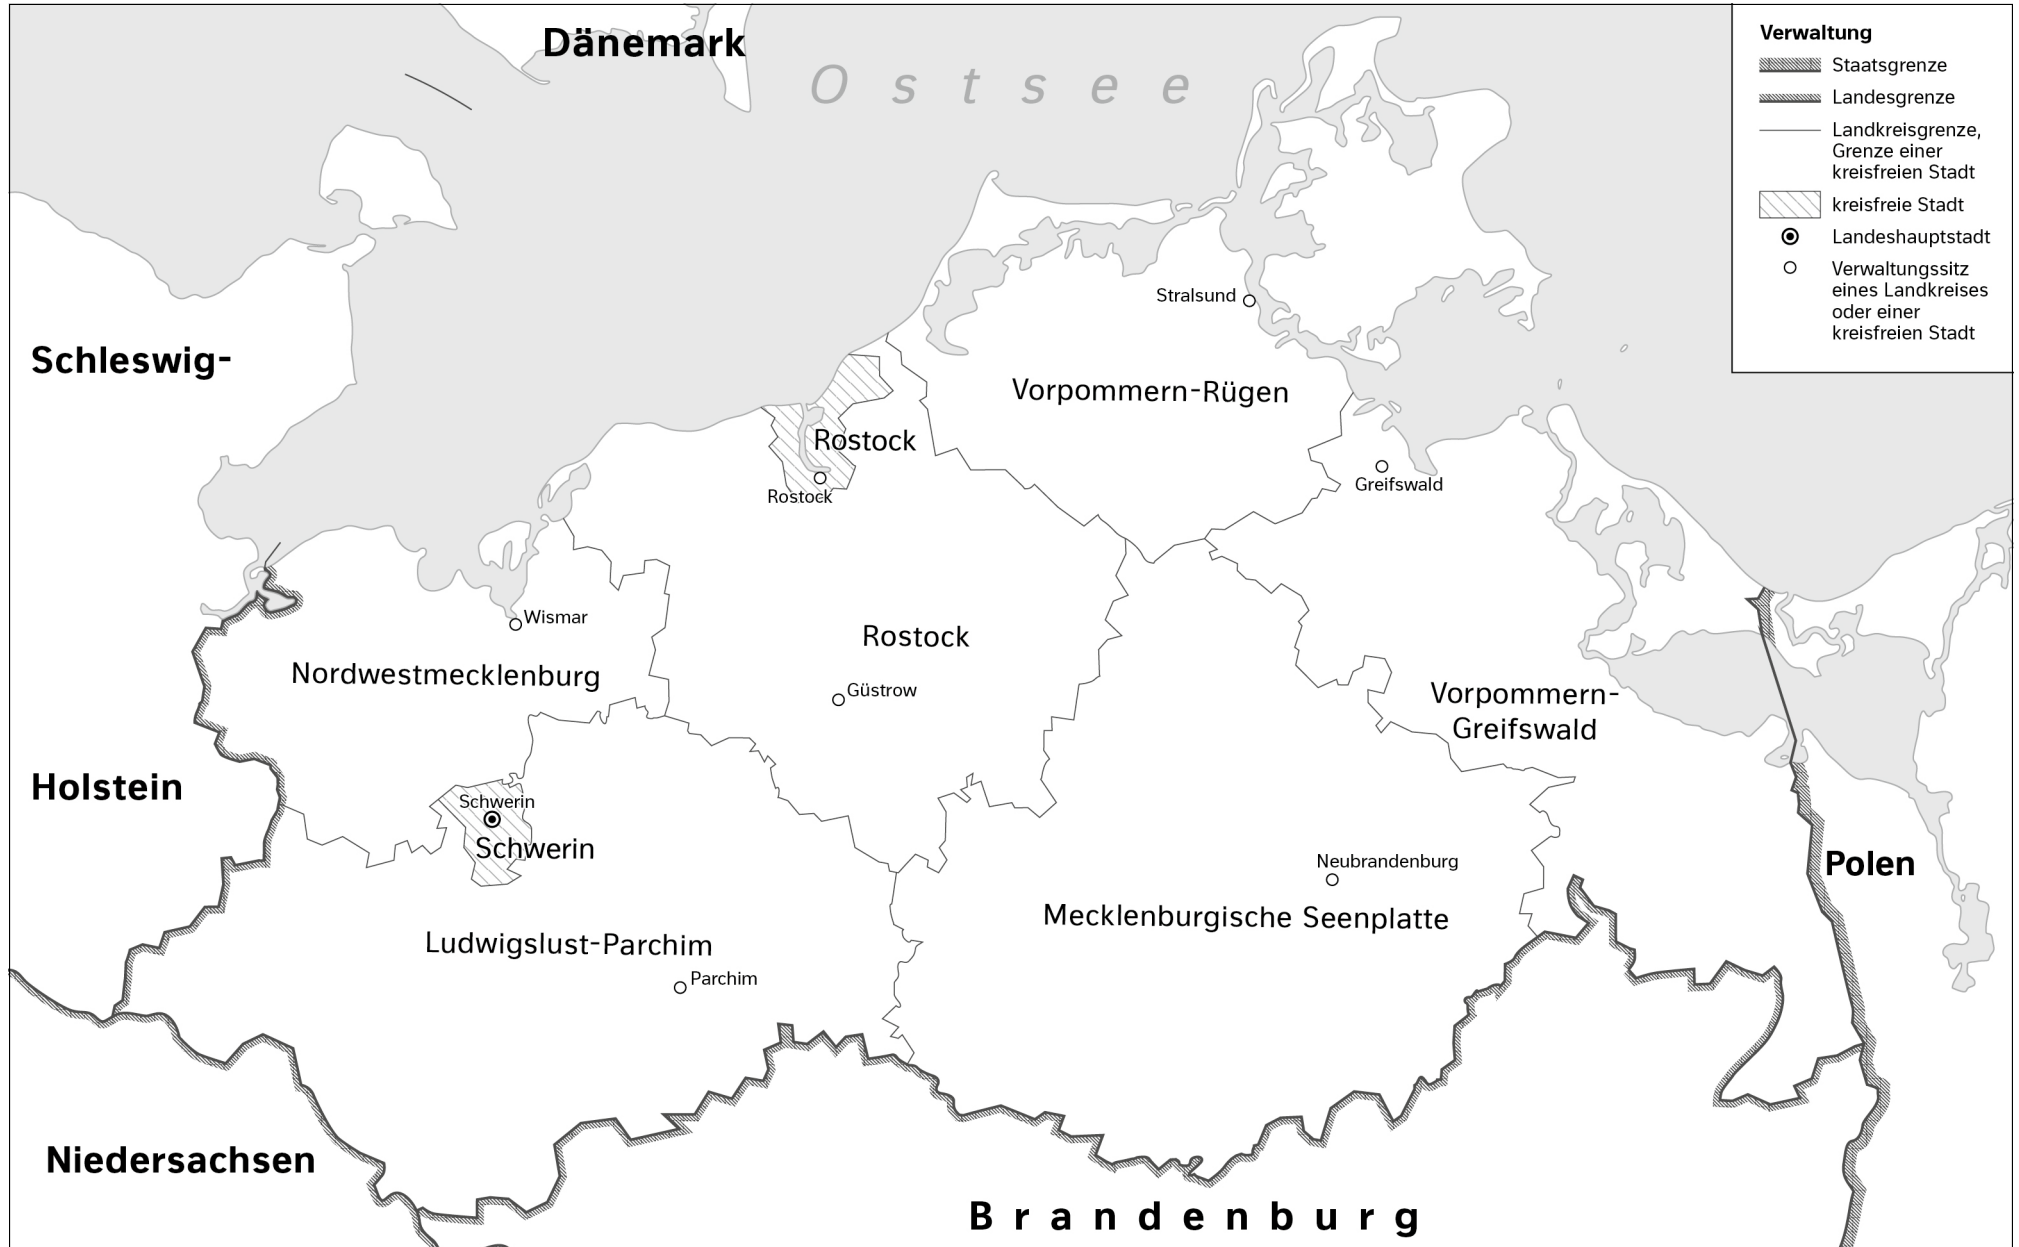 Dänemark
Ostsee
Verwaltung
Staatsgrenze
Landesgrenze
Landkreisgrenze,
Grenze einer
kreisfreien Stadt
kreisfreie Stadt
Landeshauptstadt
Verwaltungssitz
eines Landkreises
oder einer
kreisfreien Stadt
Stralsund
Schleswig-
Vorpommern-Rügen
Rostock
Greifswald
Rostock
Wismar
Rostock
Nordwestmecklenburg
Güstrow
Vorpommern-
Greifswald
Holstein
Schwerin
Schwerin
Neubrandenburg
Polen
Mecklenburgische Seenplatte
Ludwigslust-Parchim
Parchim
Niedersachsen
Brandenburg